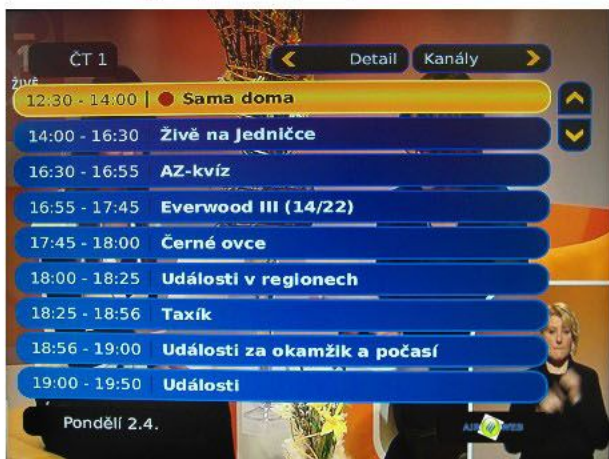 ČT 1
Detail
Kanály
ŽIVĚ
12:30 - 14:00 | Sama doma
14:00 - 16:30 Živě na Jedničce
16:30 - 16:55 AZ-kvíz
16:55 - 17:45 Everwood III (14/22)
17:45 - 18:00 Černé ovce
18:00 - 18:25 Události v regionech
18:25 - 18:56 Taxík
18:56 - 19:00 Události za okamžik a počasí
19:00 - 19:50 Události
Pondělí 2.4.
AIR WEB